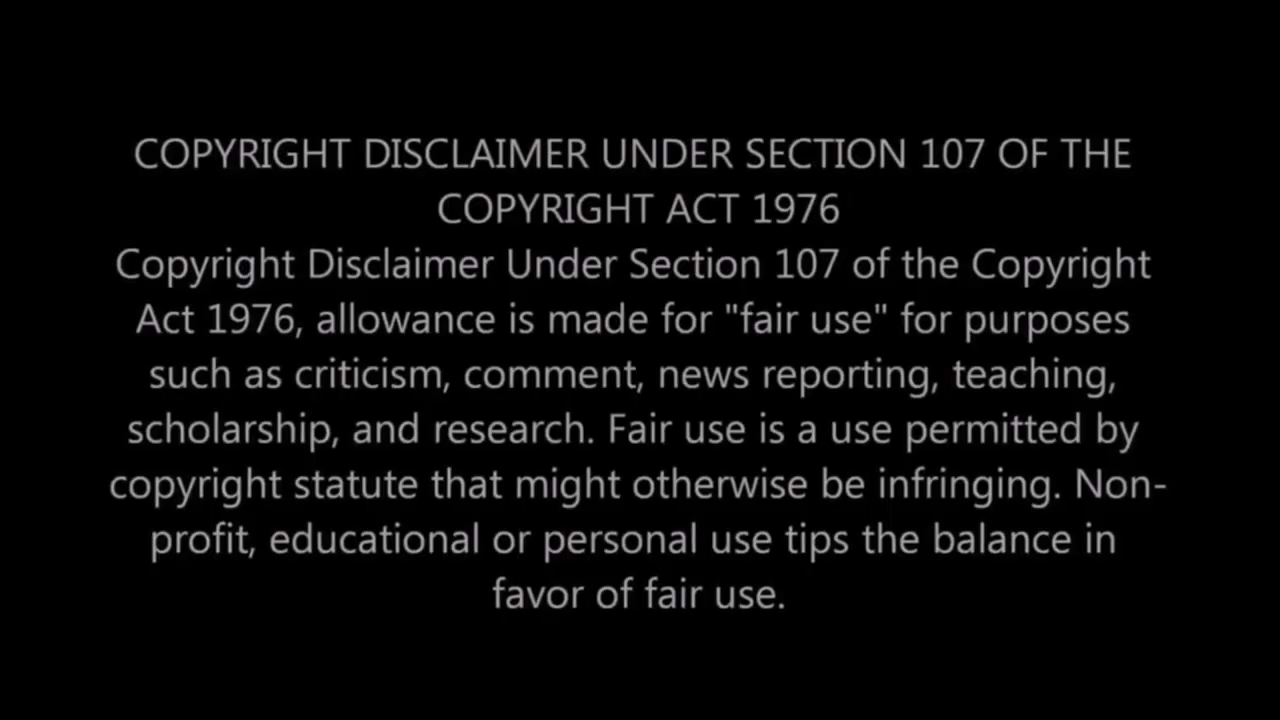 COPYRIGHT DISCLAIMER UNDER SECTION 107 OF THE
COPYRIGHT ACT 1976
Copyright Disclaimer Under Section 107 of the Copyright
Act 1976, allowance is made for "fair use" for purposes
such as criticism, comment, news reporting, teaching,
scholarship, and research. Fair use is a use permitted by
copyright statute that might otherwise be infringing. Non-
profit, educational or personal use tips the balance in
favor of fair use.